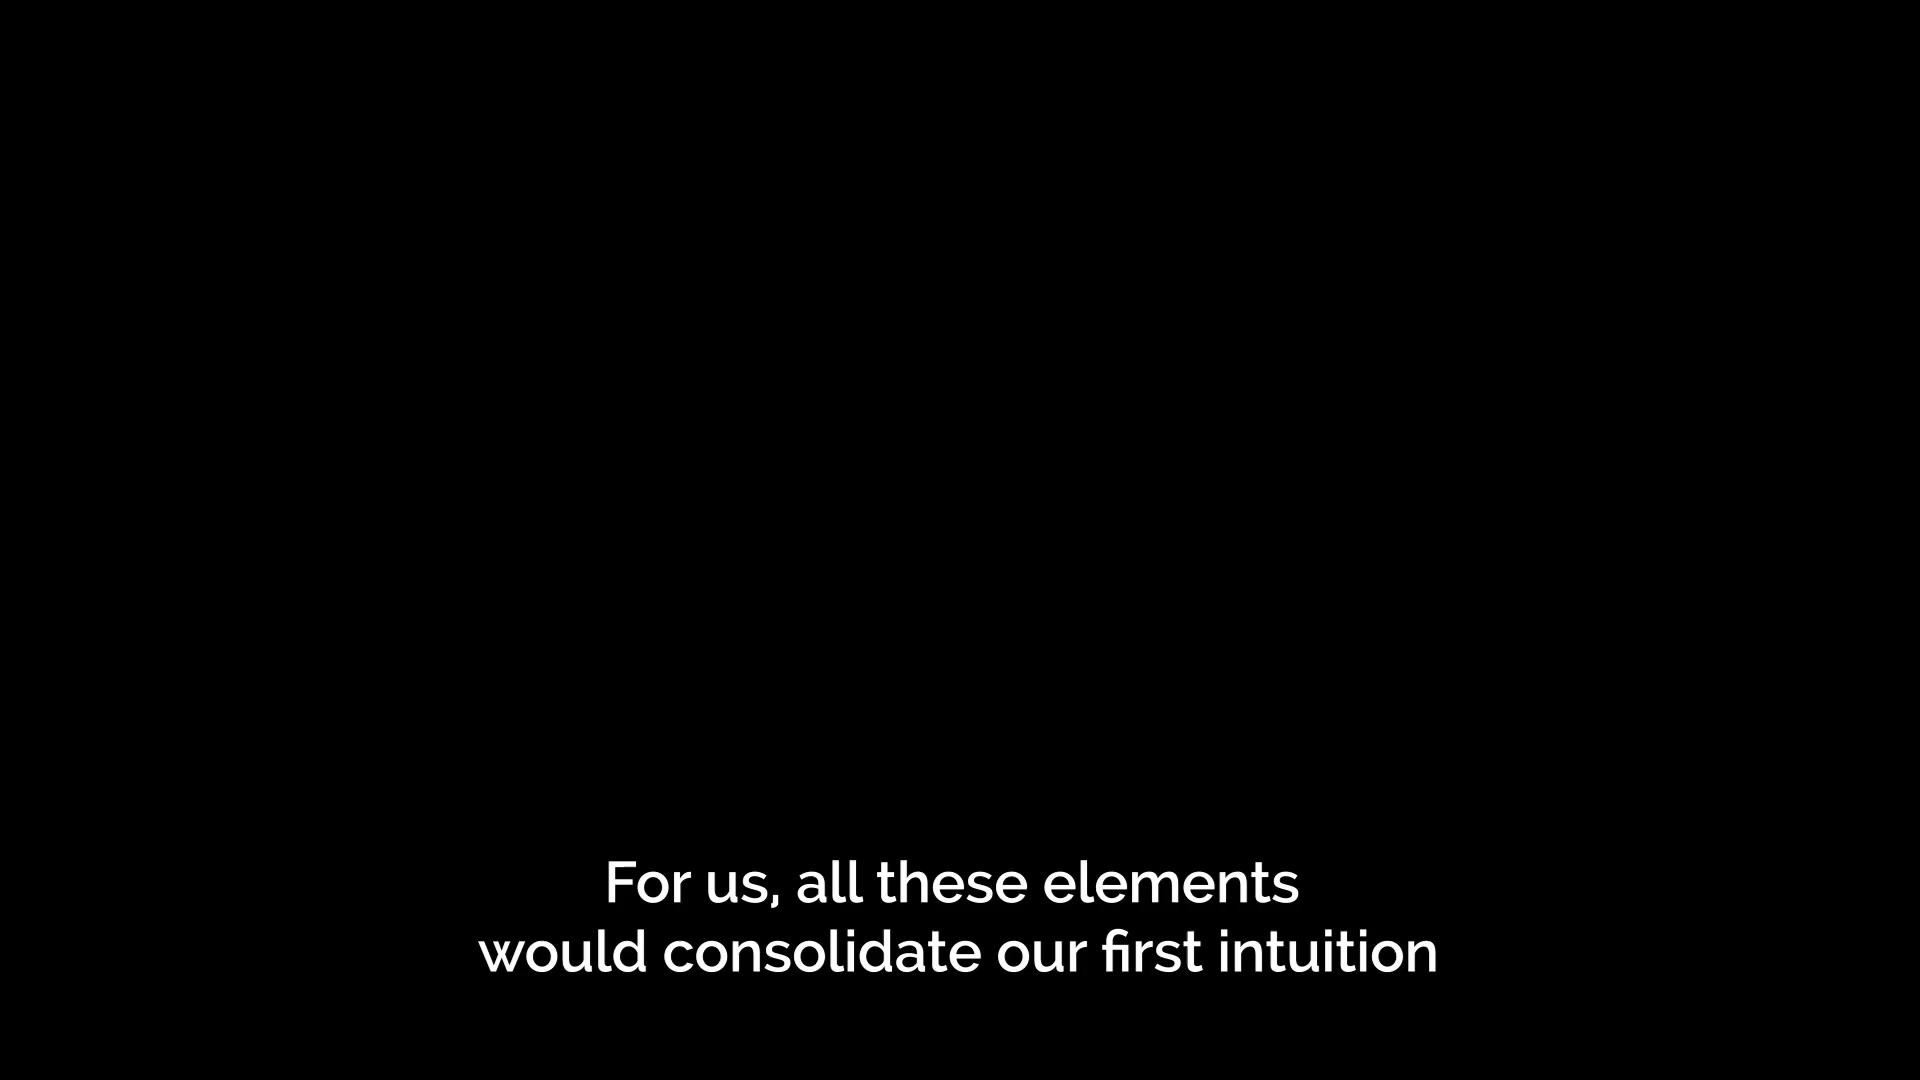 For us, all these elements
would consolidate our first intuition